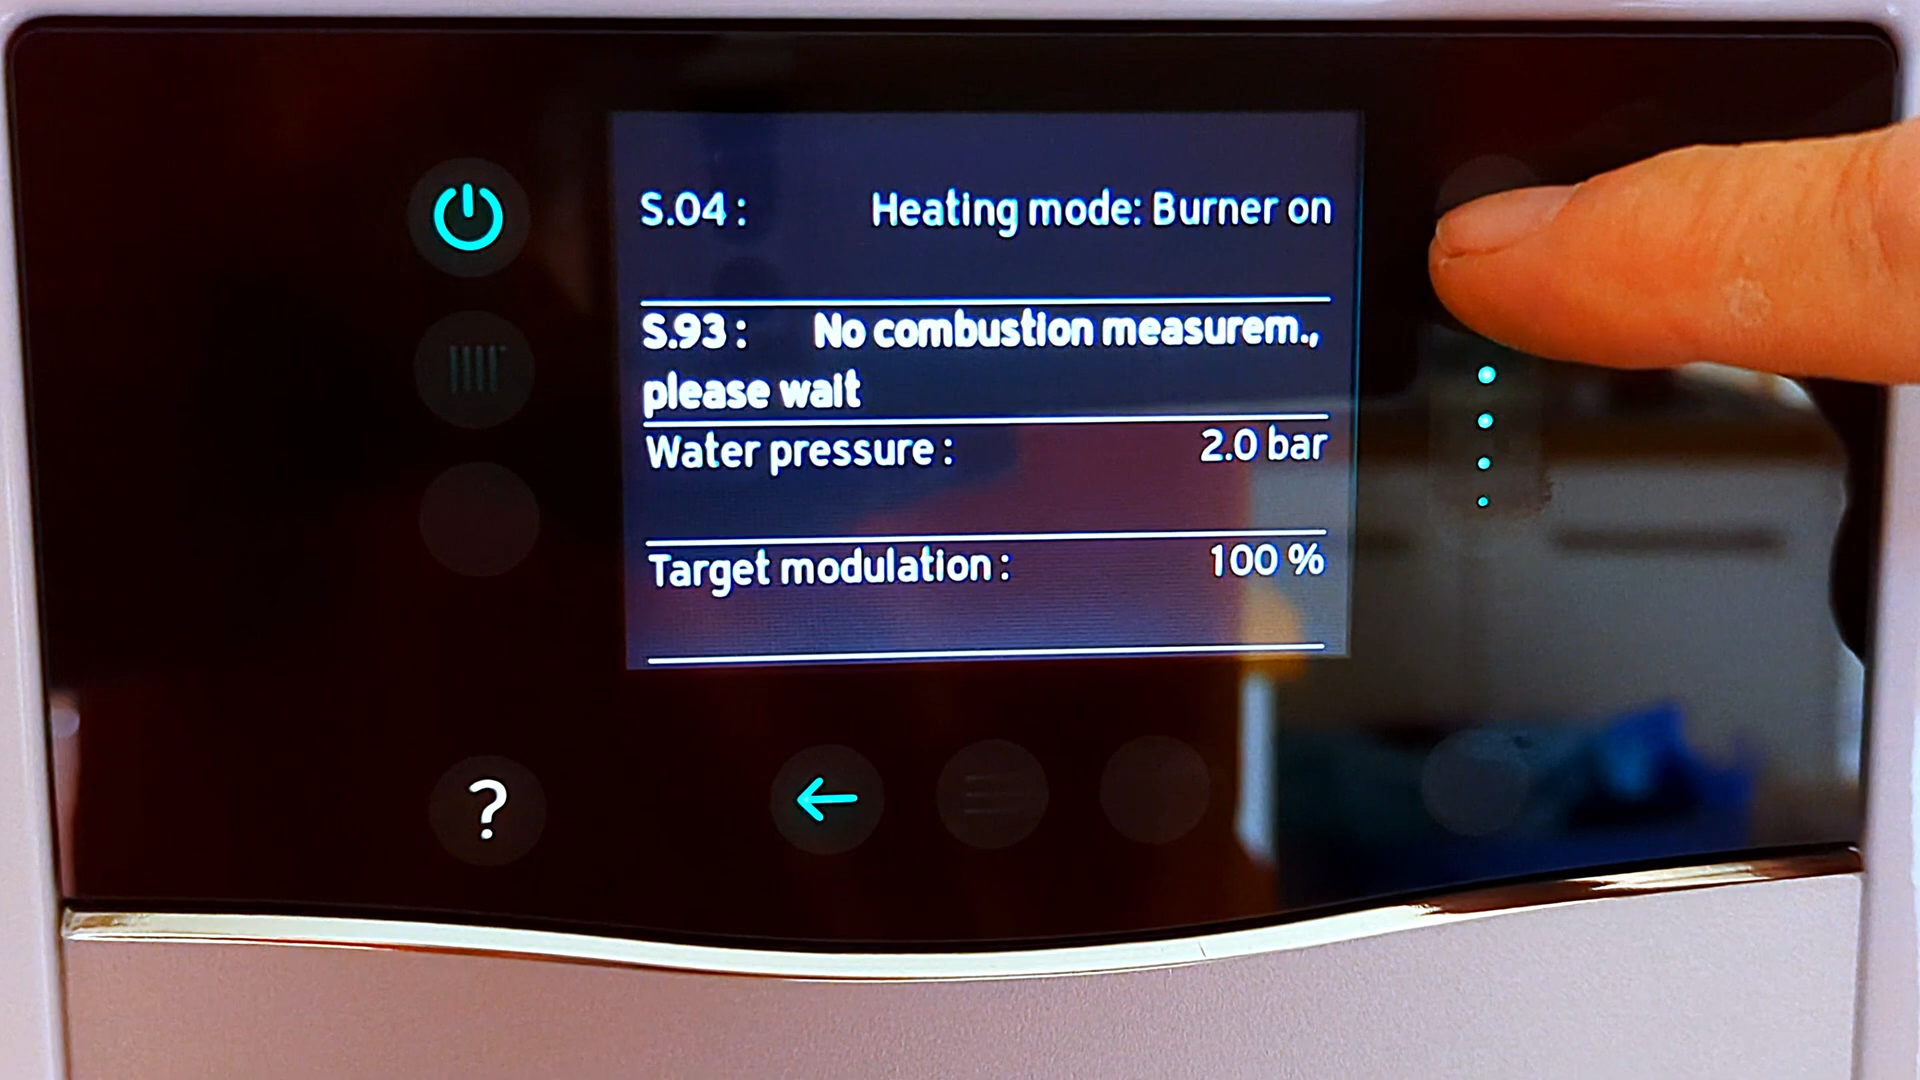 S.04 : Heating mode: Burner on
S.93 : No combustion measurem.,
please wait
Water pressure : 2.0 bar
Target modulation : 100 %
?